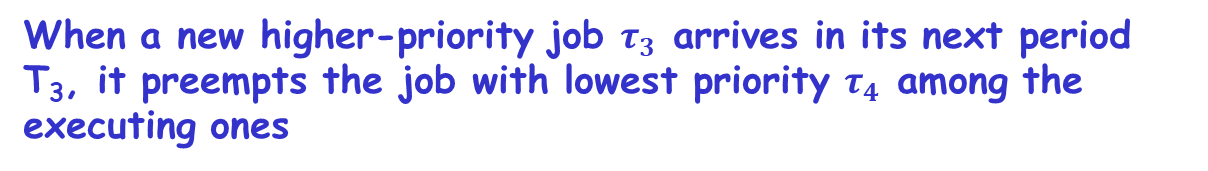 When a new higher-priority job τ₃ arrives in its next period
T₃, it preempts the job with lowest priority τ₄ among the
executing ones